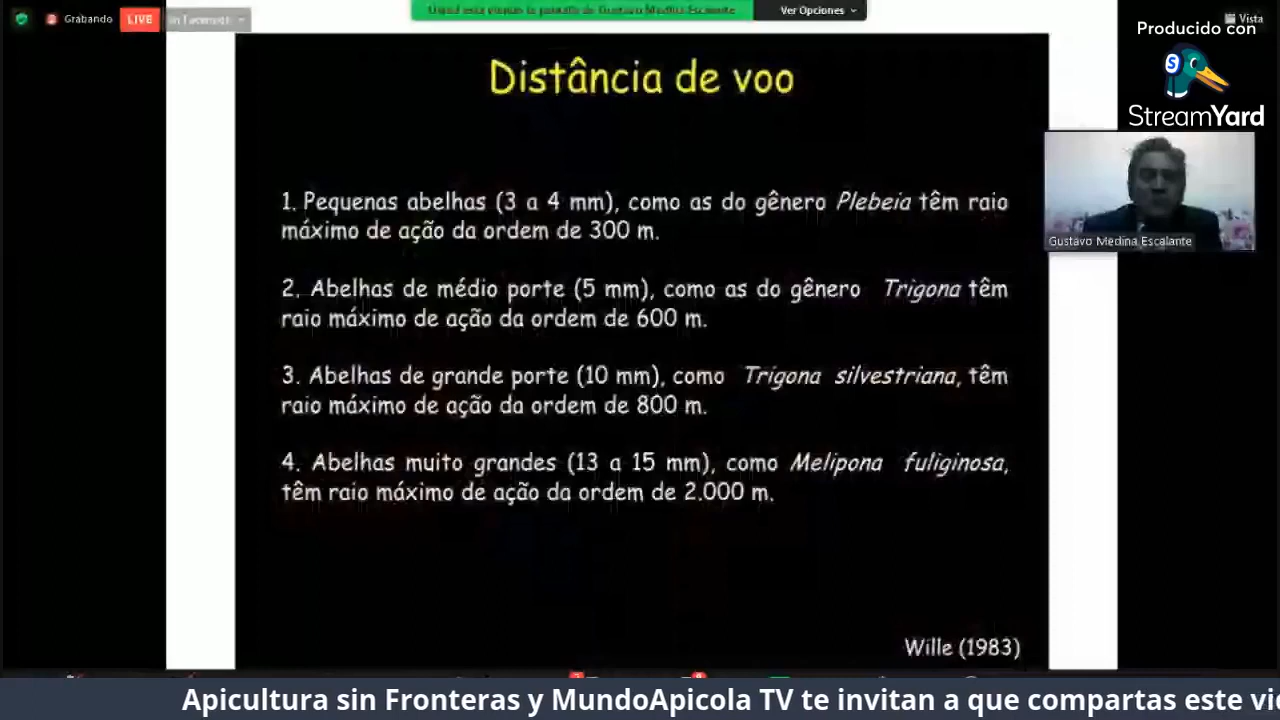 Grabando
LIVE
Ver Opciones
Vista
Producido con
StreamYard
Distância de voo
1. Pequenas abelhas (3 a 4 mm), como as do gênero Plebeia têm raio
máximo de ação da ordem de 300 m.
2. Abelhas de médio porte (5 mm), como as do gênero Trigona têm
raio máximo de ação da ordem de 600 m.
3. Abelhas de grande porte (10 mm), como Trigona silvestriana, têm
raio máximo de ação da ordem de 800 m.
4. Abelhas muito grandes (13 a 15 mm), como Melipona fuliginosa,
têm raio máximo de ação da ordem de 2.000 m.
Wille (1983)
Gustavo Medina Escalante
Apicultura sin Fronteras y MundoApicola TV te invitan a que compartas este